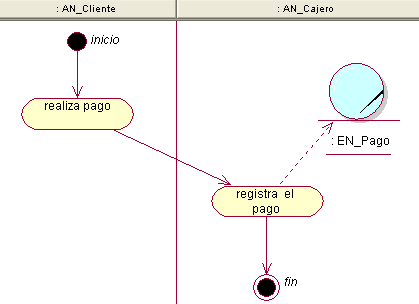 : AN_Cliente
: AN_Cajero
inicio
realiza pago
: EN_Pago
registra el
pago
fin